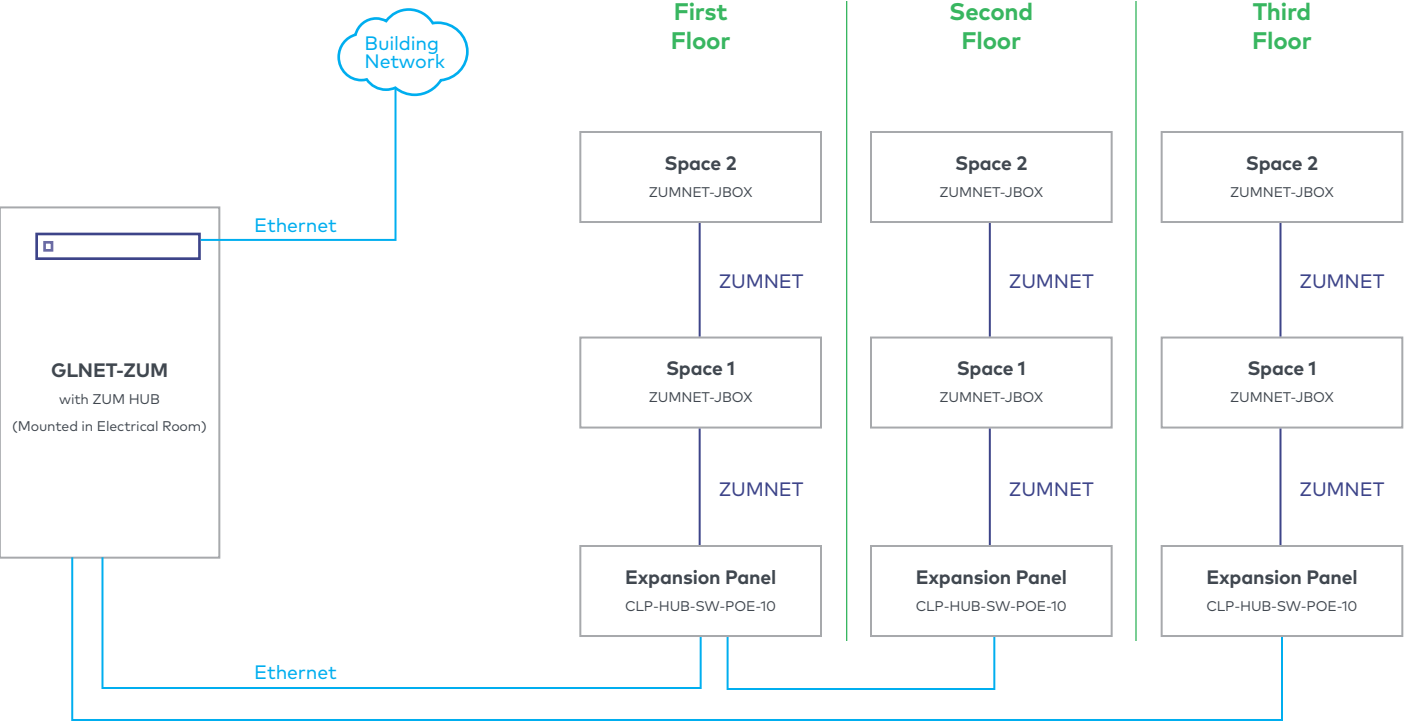 Building
Network
Ethernet
GLNET-ZUM
with ZUM HUB
(Mounted in Electrical Room)
Ethernet
First
Floor
Space 2
ZUMNET-JBOX
ZUMNET
Space 1
ZUMNET-JBOX
ZUMNET
Expansion Panel
CLP-HUB-SW-POE-10
Second
Floor
Space 2
ZUMNET-JBOX
ZUMNET
Space 1
ZUMNET-JBOX
ZUMNET
Expansion Panel
CLP-HUB-SW-POE-10
Third
Floor
Space 2
ZUMNET-JBOX
ZUMNET
Space 1
ZUMNET-JBOX
ZUMNET
Expansion Panel
CLP-HUB-SW-POE-10